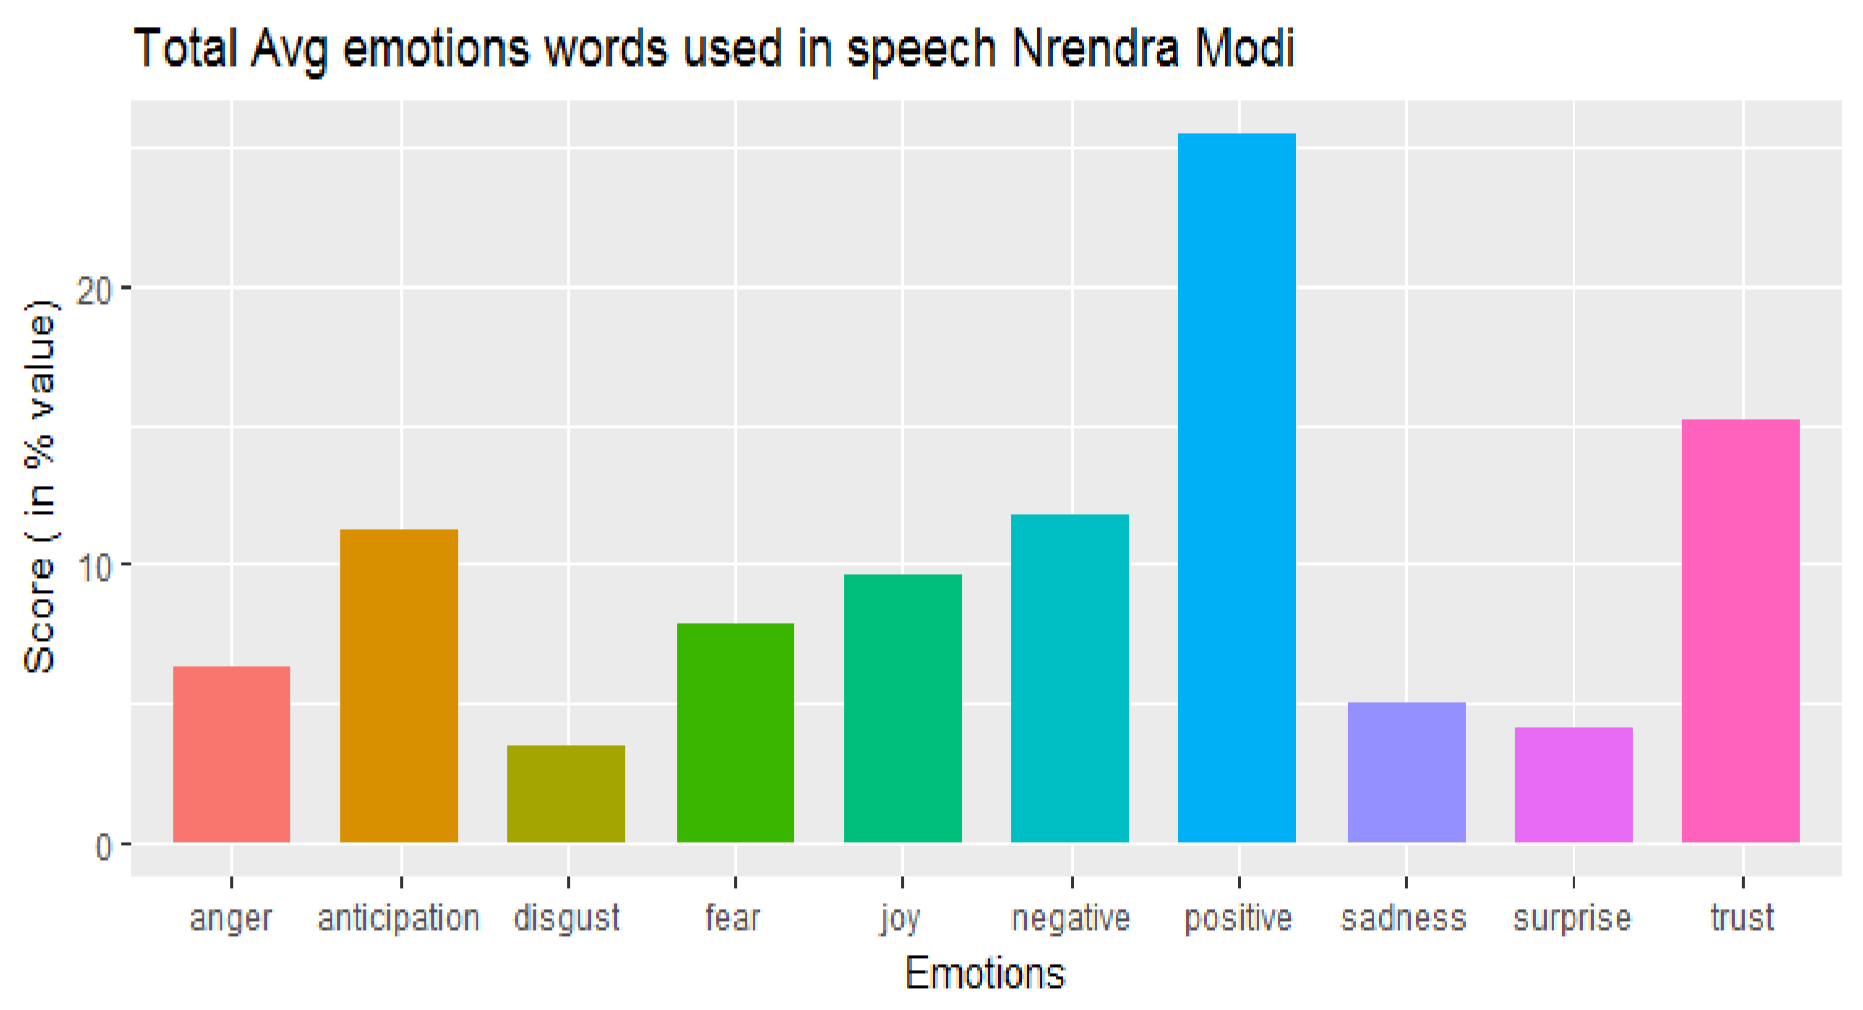 Total Avg emotions words used in speech Nrendra Modi
Score ( in % value)
20
10
0
anger anticipation disgust fear joy negative positive sadness surprise trust
Emotions